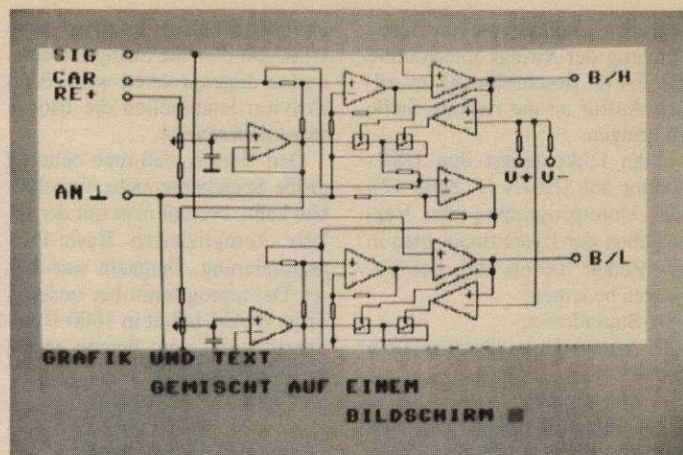 SIG
CAR
RE+
B/H
V+ V-
AN ⊥
B/L
GRAFIK UND TEXT
GEMISCHT AUF EINEM
BILDSCHIRM